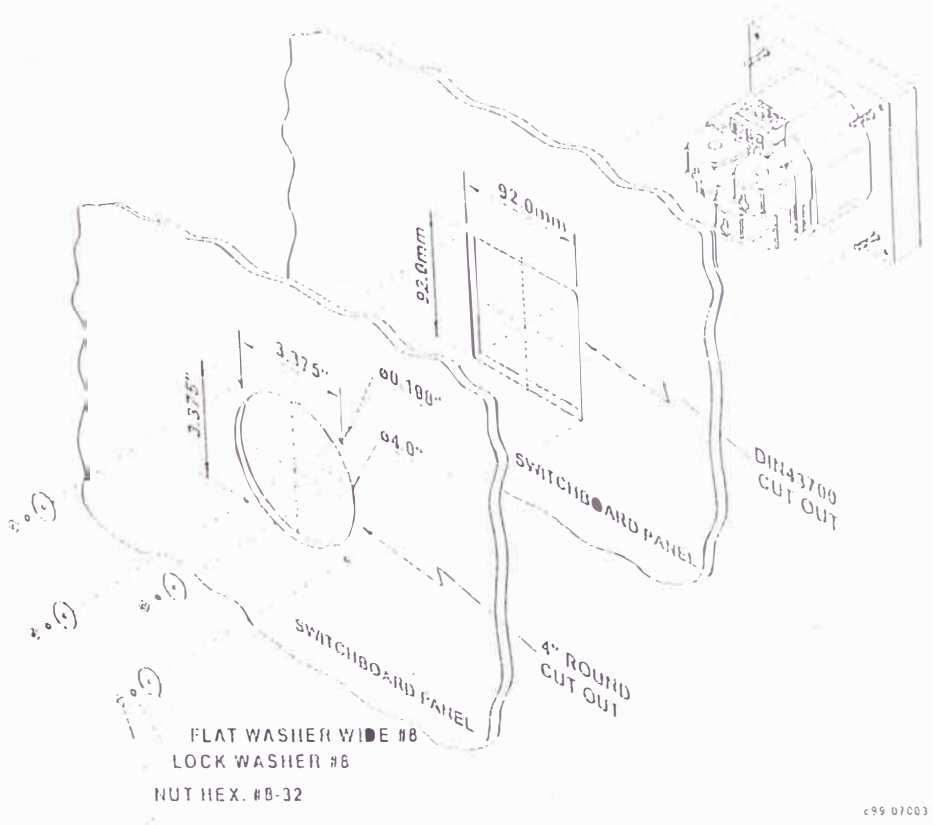 92.0mm
92.0mm
3.375"
3.375"
ø0.188"
ø4.0"
DIN43700
CUT OUT
SWITCHBOARD PANEL
4" ROUND
CUT OUT
SWITCHBOARD PANEL
FLAT WASHER WIDE #8
LOCK WASHER #8
NUT HEX. #8-32
c99 07003